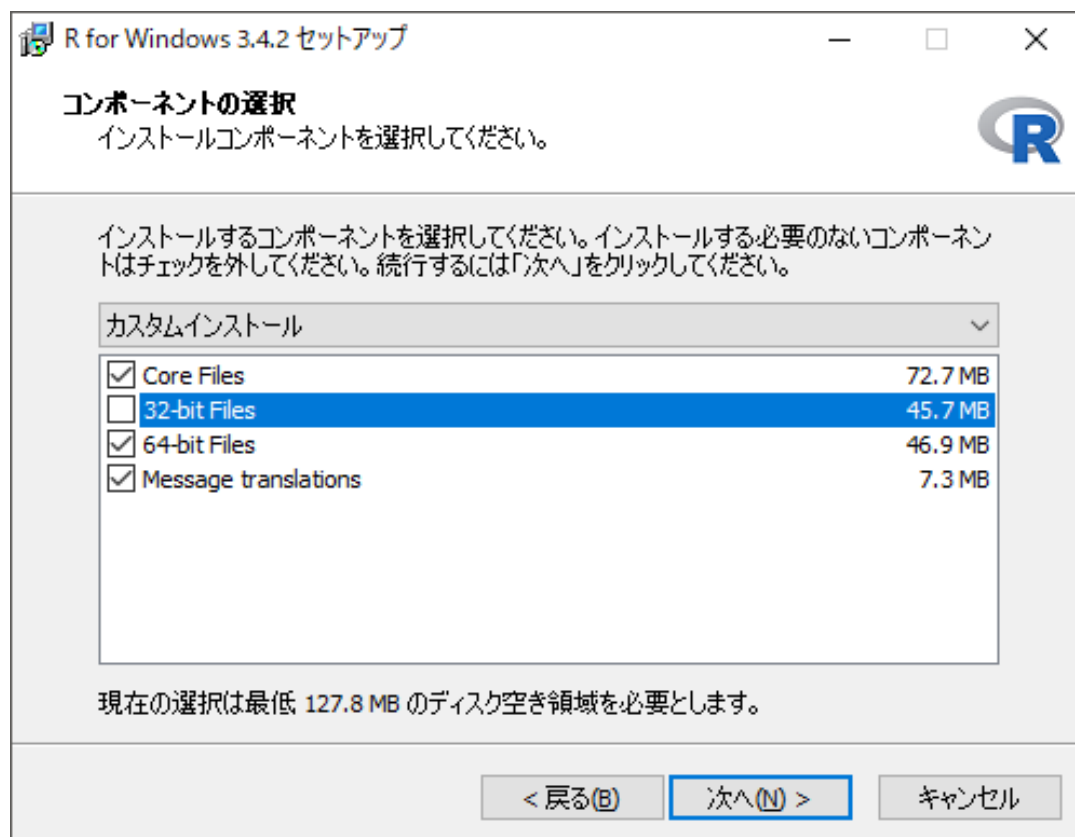 R for Windows 3.4.2 セットアップ
コンポーネントの選択
インストールコンポーネントを選択してください。
R
インストールするコンポーネントを選択してください。インストールする必要のないコンポーネン
トはチェックを外してください。続行するには「次へ」をクリックしてください。
カスタムインストール
Core Files 72.7 MB
32-bit Files 45.7 MB
64-bit Files 46.9 MB
Message translations 7.3 MB
現在の選択は最低 127.8 MB のディスク空き領域を必要とします。
< 戻る(B) 次へ(N) > キャンセル